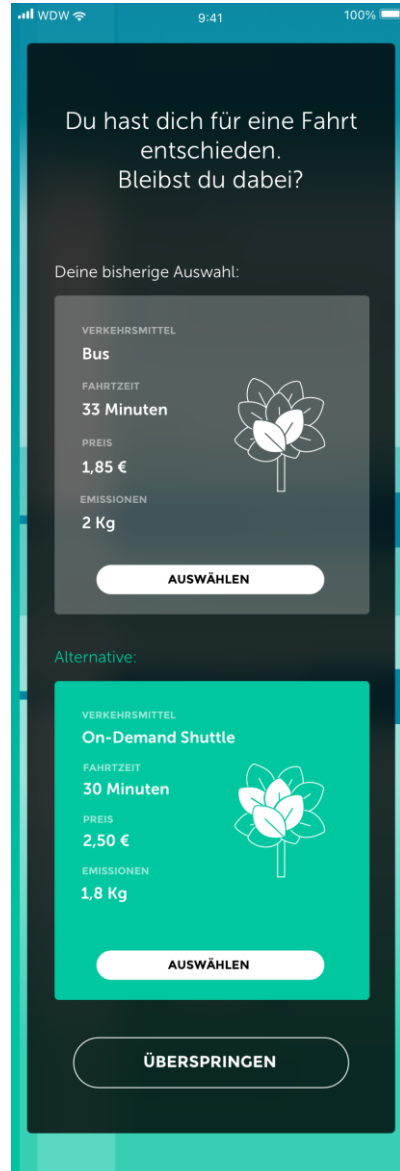 WDW 9:41 100%
Du hast dich für eine Fahrt
entschieden.
Bleibst du dabei?
Deine bisherige Auswahl:
VERKEHRSMITTEL
Bus
FAHRTZEIT
33 Minuten
PREIS
1,85 €
EMISSIONEN
2 Kg
AUSWÄHLEN
Alternative:
VERKEHRSMITTEL
On-Demand Shuttle
FAHRTZEIT
30 Minuten
PREIS
2,50 €
EMISSIONEN
1,8 Kg
AUSWÄHLEN
ÜBERSPRINGEN